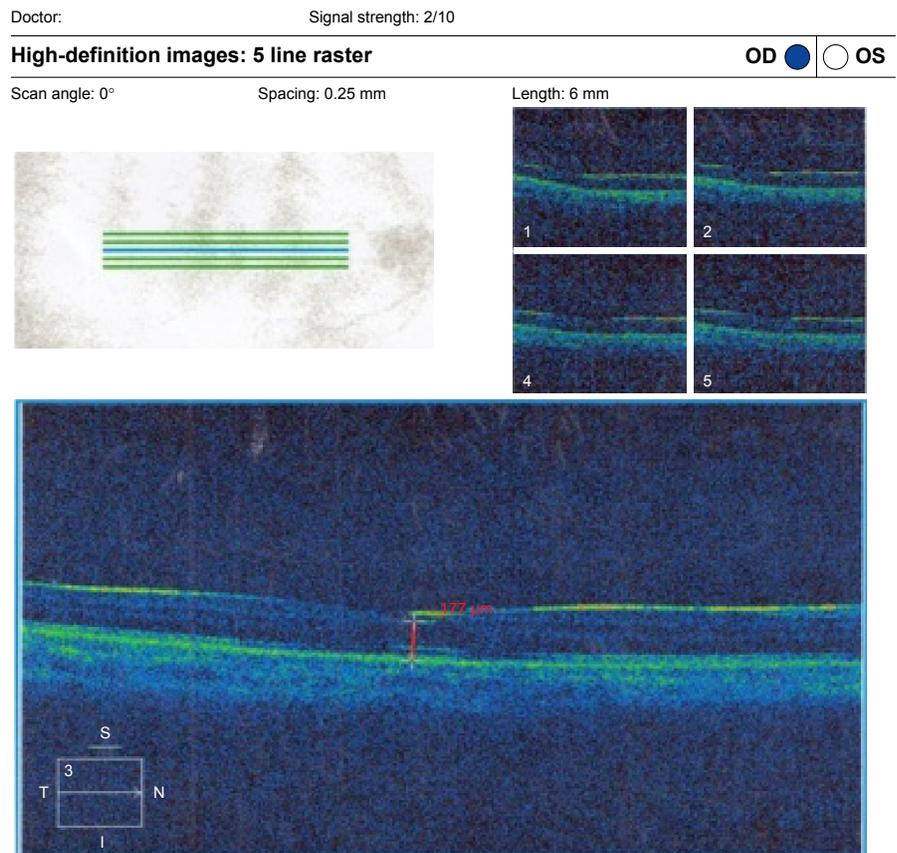 Doctor: Signal strength: 2/10
High-definition images: 5 line raster OD OS
Scan angle: 0° Spacing: 0.25 mm Length: 6 mm
1 2
4 5
177 µm
S
3
T N
I